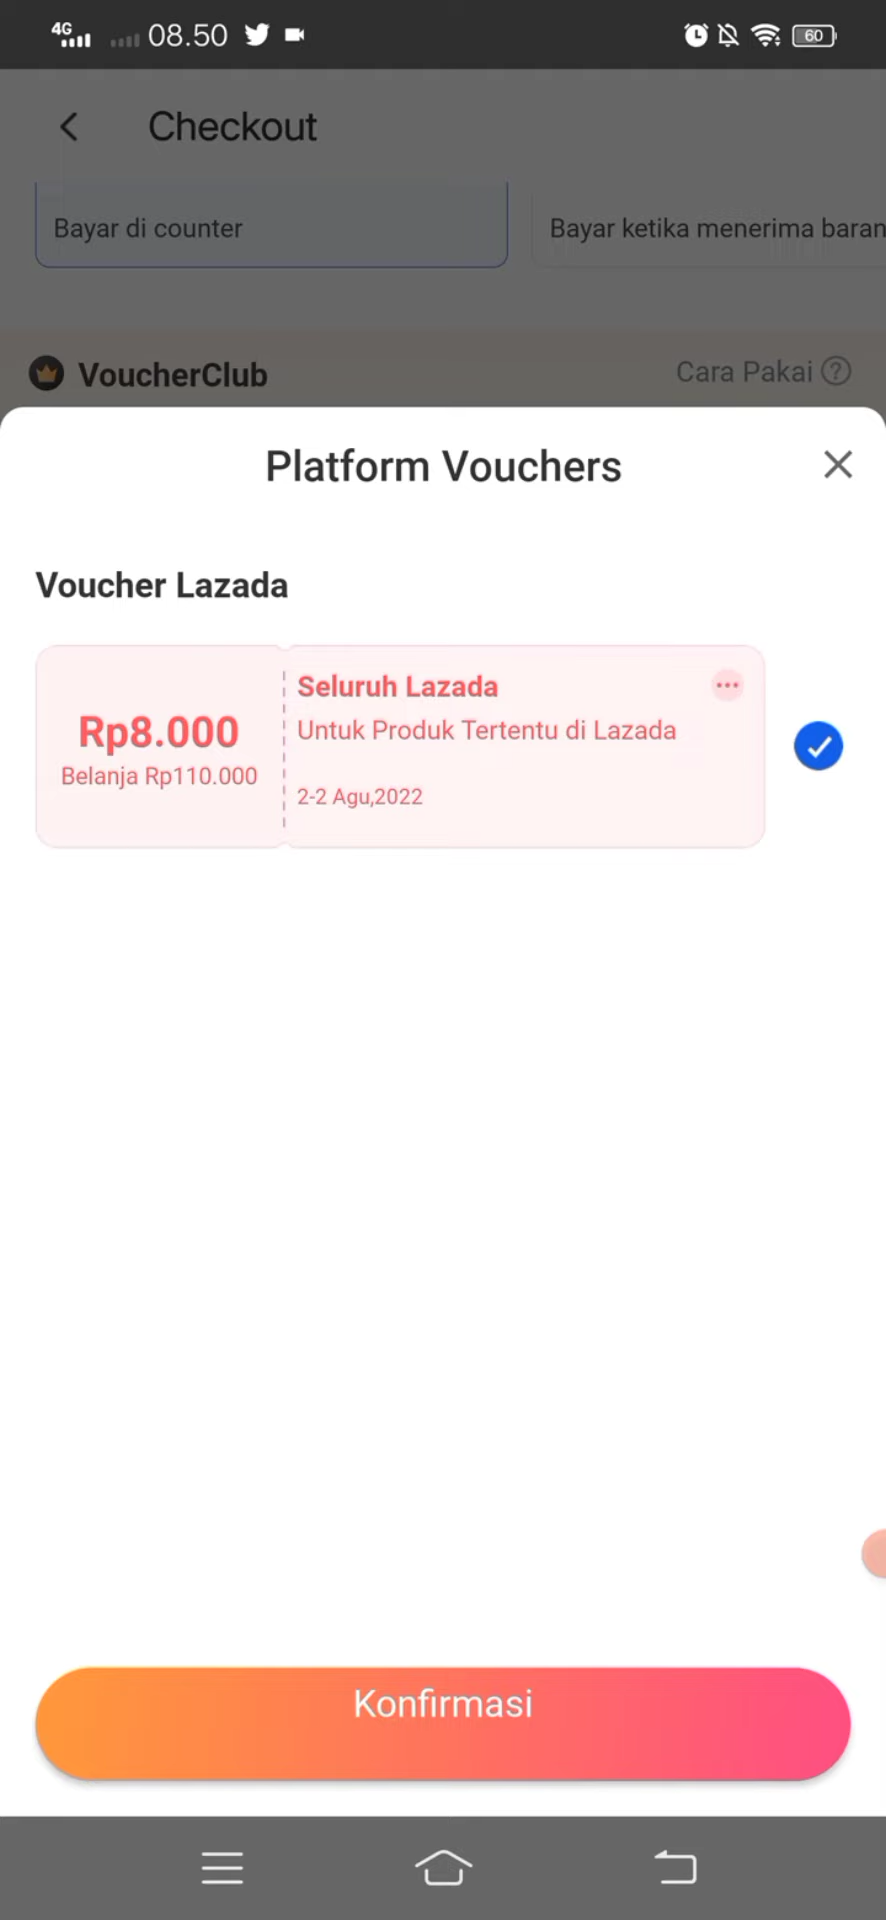 4G 08.50 60
Checkout
Bayar di counter
Bayar ketika menerima baran
VoucherClub
Cara Pakai ?
Platform Vouchers
Voucher Lazada
Rp8.000
Belanja Rp110.000
Seluruh Lazada
Untuk Produk Tertentu di Lazada
2-2 Agu,2022
Konfirmasi